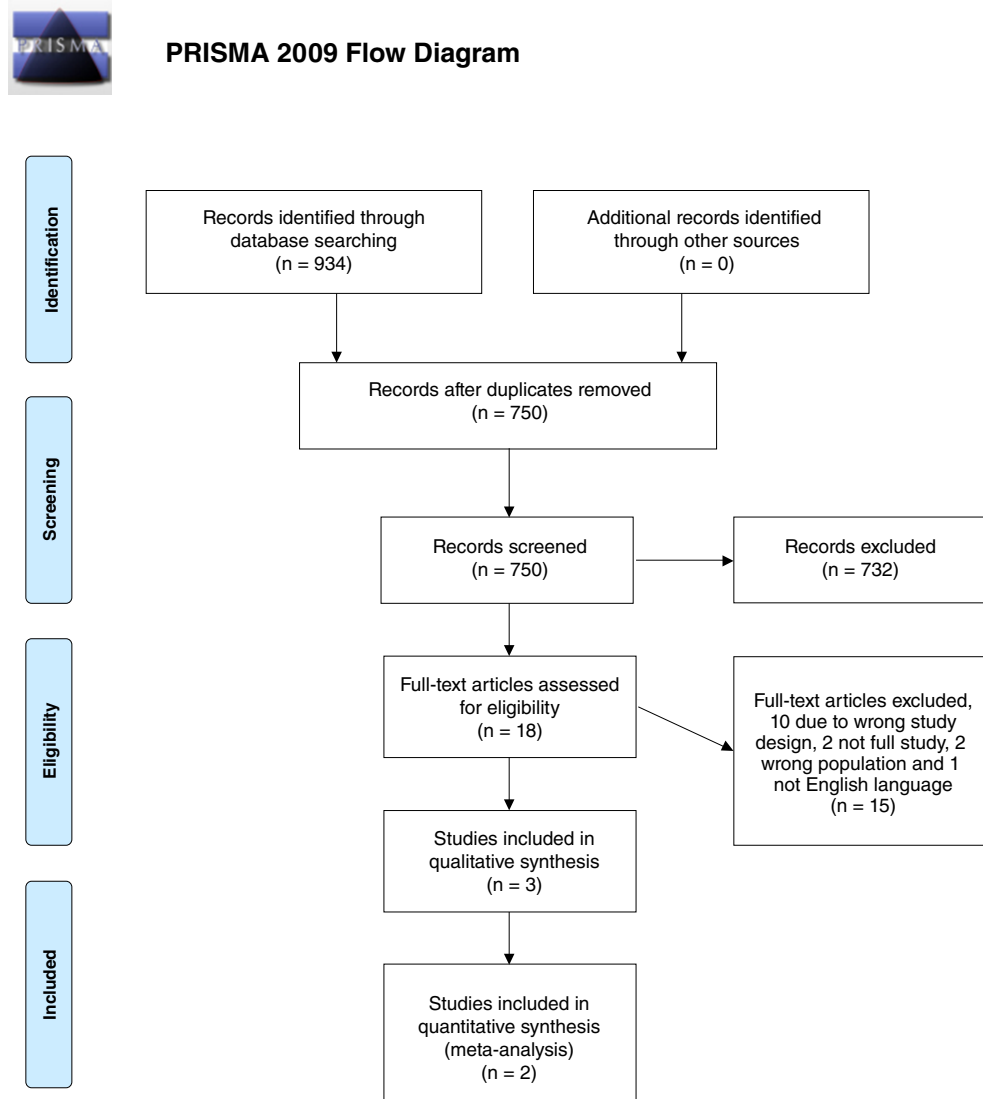 PRISMA
PRISMA 2009 Flow Diagram
Identification
Records identified through
database searching
(n = 934)
Additional records identified
through other sources
(n = 0)
Records after duplicates removed
(n = 750)
Screening
Records screened
(n = 750)
Records excluded
(n = 732)
Eligibility
Full-text articles assessed
for eligibility
(n = 18)
Full-text articles excluded,
10 due to wrong study
design, 2 not full study, 2
wrong population and 1
not English language
(n = 15)
Studies included in
qualitative synthesis
(n = 3)
Included
Studies included in
quantitative synthesis
(meta-analysis)
(n = 2)